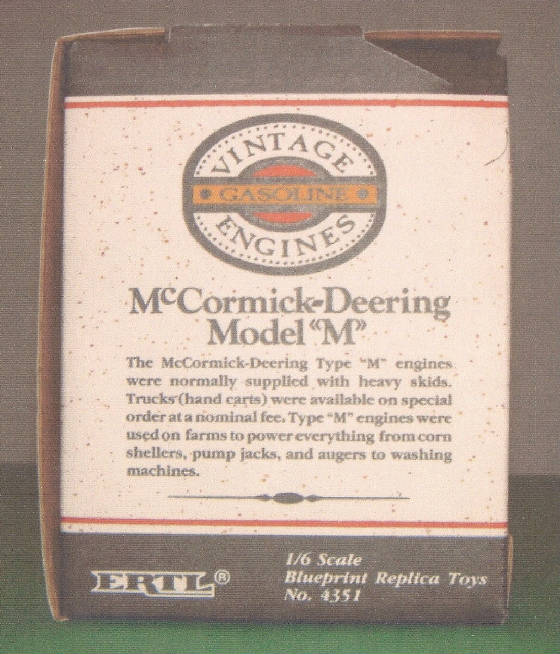 VINTAGE
GASOLINE
ENGINES
McCormick-Deering
Model "M"
The McCormick-Deering Type "M" engines
were normally supplied with heavy skids.
Trucks (hand carts) were available on special
order at a nominal fee. Type "M" engines were
used on farms to power everything from corn
shellers, pump jacks, and augers to washing
machines.
ERTL®
1/6 Scale
Blueprint Replica Toys
No. 4351